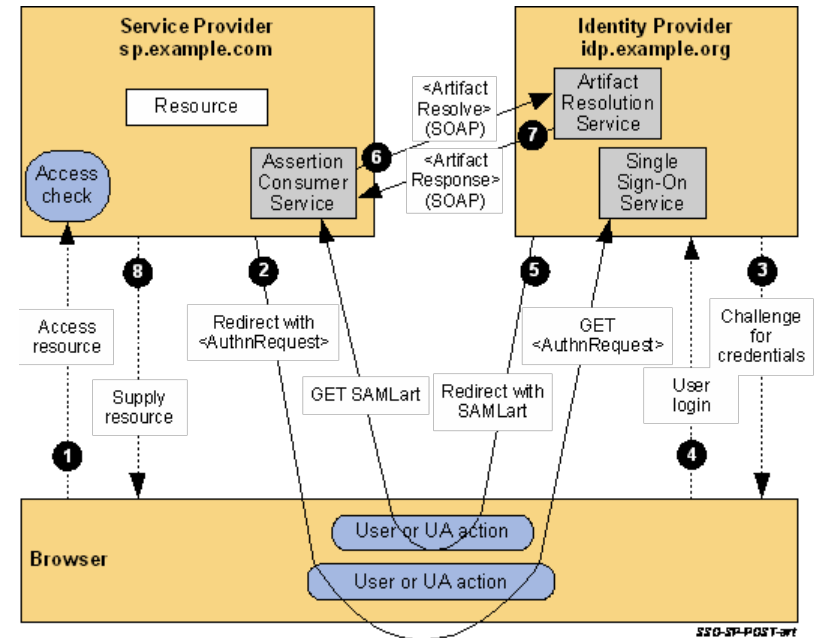 Service Provider
sp.example.com
Identity Provider
idp.example.org
Resource
<Artifact
Resolve>
(SOAP)
Artifact
Resolution
Service
6
7
Access
check
Assertion
Consumer
Service
<Artifact
Response>
(SOAP)
Single
Sign-On
Service
8
2
5
3
Access
resource
Redirect with
<AuthnRequest>
GET
<AuthnRequest>
Challenge
for
credentials
Supply
resource
GET SAMLart
Redirect with
SAMLart
User
login
1
4
User or UA action
Browser
User or UA action
SSO-SP-POST-art